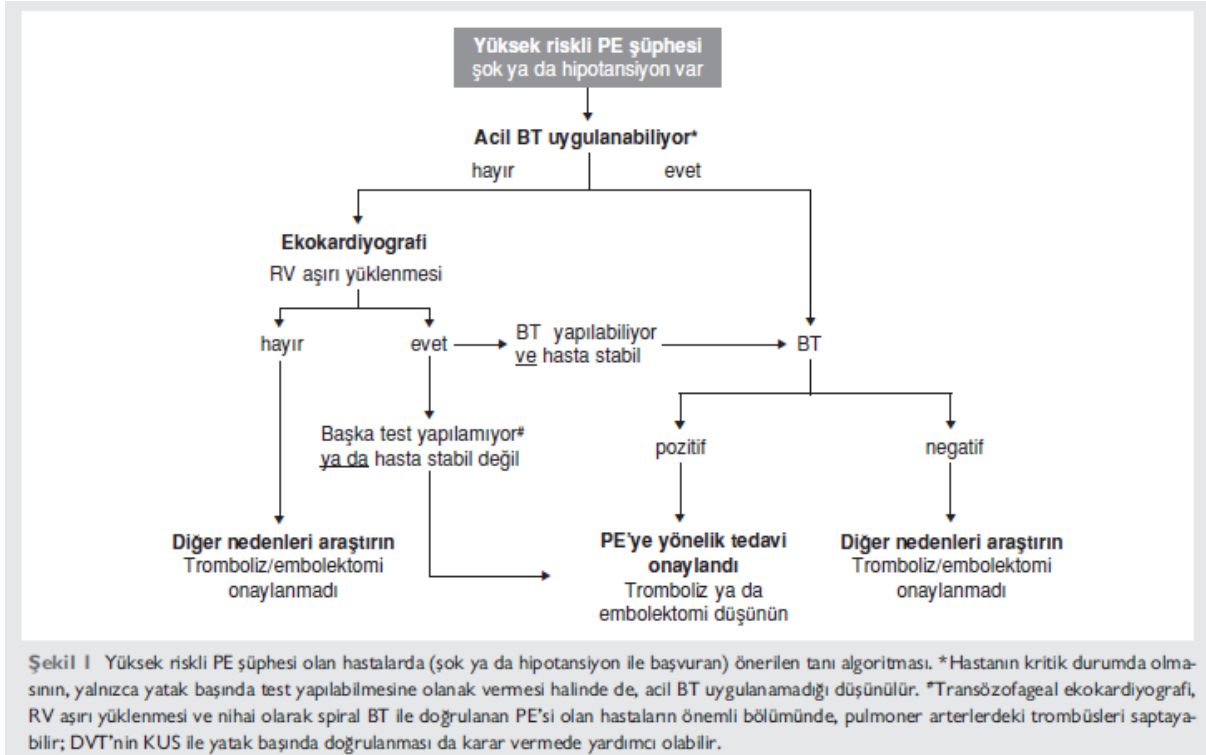 Yüksek riskli PE şüphesi
şok ya da hipotansiyon var
Acil BT uygulanabiliyor*
hayır
evet
Ekokardiyografi
RV aşırı yüklenmesi
hayır
evet
BT yapılabiliyor
ve hasta stabil
BT
Başka test yapılamıyor#
ya da hasta stabil değil
pozitif
negatif
Diğer nedenleri araştırın
Tromboliz/embolektomi
onaylanmadı
PE'ye yönelik tedavi
onaylandı
Tromboliz ya da
embolektomi düşünün
Diğer nedenleri araştırın
Tromboliz/embolektomi
onaylanmadı
Şekil I Yüksek riskli PE şüphesi olan hastalarda (şok ya da hipotansiyon ile başvuran) önerilen tanı algoritması. *Hastanın kritik durumda olma-
sının, yalnızca yatak başında test yapılabilmesine olanak vermesi halinde de, acil BT uygulanamadığı düşünülür. #Transözofageal ekokardiyografi,
RV aşırı yüklenmesi ve nihai olarak spiral BT ile doğrulanan PE'si olan hastaların önemli bölümünde, pulmoner arterlerdeki trombüsleri saptaya-
bilir; DVT'nin KUS ile yatak başında doğrulanması da karar vermede yardımcı olabilir.